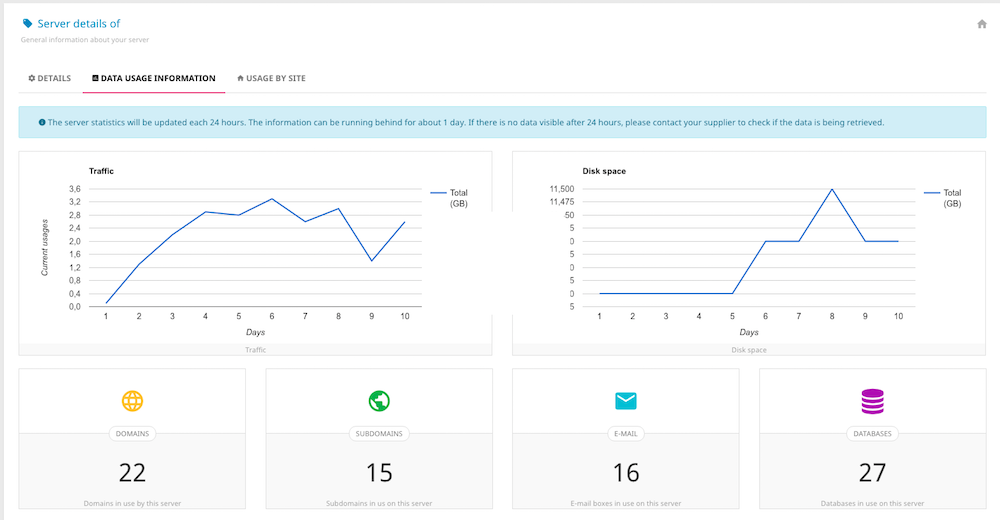 Server details of
General information about your server
DETAILS
DATA USAGE INFORMATION
USAGE BY SITE
The server statistics will be updated each 24 hours. The information can be running behind for about 1 day. If there is no data visible after 24 hours, please contact your supplier to check if the data is being retrieved.
Traffic
3,6
3,2
2,8
2,4
2,0
1,6
1,2
0,8
0,4
0,0
Current usages
1 2 3 4 5 6 7 8 9 10
Days
Total
(GB)
Traffic
Disk space
11,500
11,475
50
5
0
5
0
5
0
5
1 2 3 4 5 6 7 8 9 10
Days
Total
(GB)
Disk space
DOMAINS
22
Domains in use by this server
SUBDOMAINS
15
Subdomains in us on this server
E-MAIL
16
E-mail boxes in use on this server
DATABASES
27
Databases in use on this server